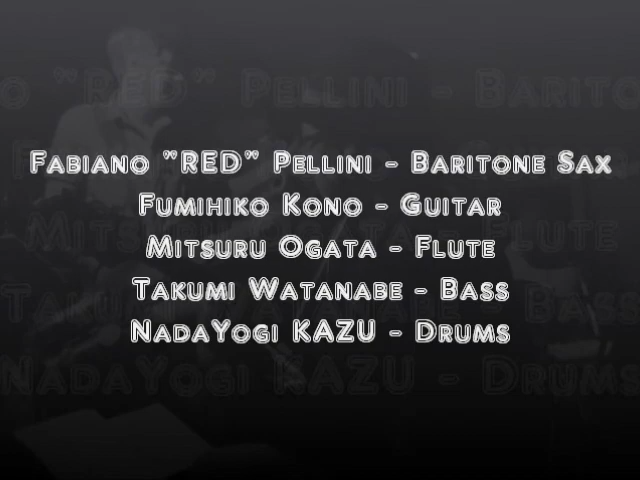 Fabiano "RED" Pellini - Baritone Sax
Fumihiko Kono - Guitar
Mitsuru Ogata - Flute
Takumi Watanabe - Bass
NadaYogi KAZU - Drums